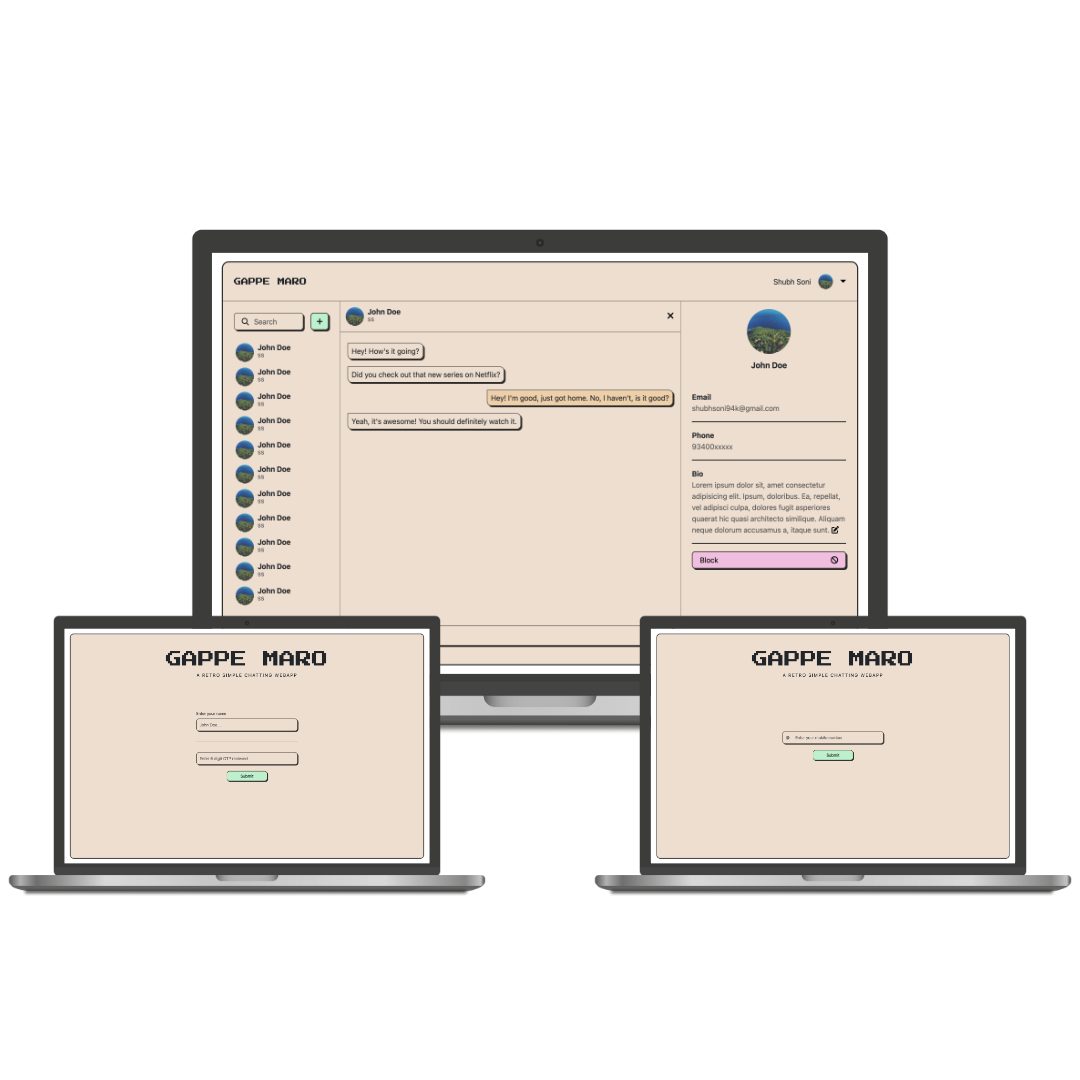 GAPPE MARO
Shubh Soni
Search
+
John Doe
ss
John Doe
ss
John Doe
ss
John Doe
ss
John Doe
ss
John Doe
ss
John Doe
ss
John Doe
ss
John Doe
ss
John Doe
ss
John Doe
ss
John Doe
ss
Hey! How's it going?
Did you check out that new series on Netflix?
Hey! I'm good, just got home. No, I haven't, is it good?
Yeah, it's awesome! You should definitely watch it.
John Doe
Email
shubhsoni94k@gmail.com
Phone
93400xxxxx
Bio
Lorem ipsum dolor sit, amet consectetur
adipisicing elit. Ipsum, doloribus. Ea, repellat,
vel adipisci culpa, dolores fugit asperiores
quaerat hic quasi architecto similique. Aliquam
neque dolorum accusamus a, itaque sunt.
Block
GAPPE MARO
A RETRO SIMPLE CHATTING WEBAPP
Enter your name
John Doe...
Enter 6 digit OTP received
Submit
GAPPE MARO
A RETRO SIMPLE CHATTING WEBAPP
Enter your mobile number
Submit